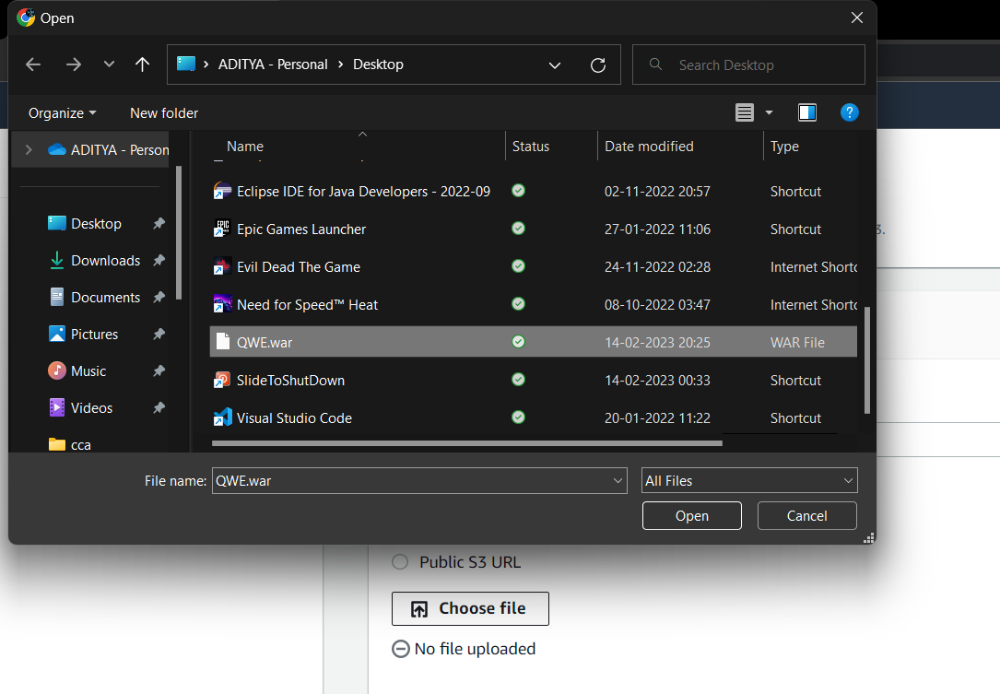 Open
ADITYA - Personal > Desktop
Search Desktop
Organize
New folder
ADITYA - Person
Desktop
Downloads
Documents
Pictures
Music
Videos
cca
Name Status Date modified Type
Eclipse IDE for Java Developers - 2022-09 02-11-2022 20:57 Shortcut
Epic Games Launcher 27-01-2022 11:06 Shortcut
Evil Dead The Game 24-11-2022 02:28 Internet Shortc
Need for Speed™ Heat 08-10-2022 03:47 Internet Shortc
QWE.war 14-02-2023 20:25 WAR File
SlideToShutDown 14-02-2023 00:33 Shortcut
Visual Studio Code 20-01-2022 11:22 Shortcut
3.
File name: QWE.war All Files
Open Cancel
Public S3 URL
Choose file
No file uploaded